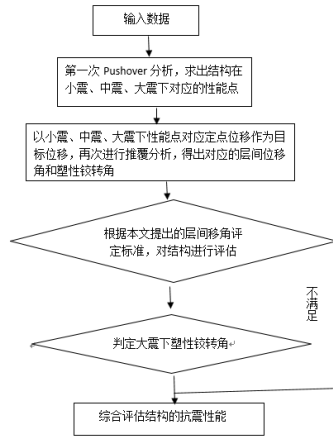 输入数据
第一次 Pushover 分析，求出结构在
小震、中震、大震下对应的性能点
以小震、中震、大震下性能点对应定点位移作为目
标位移，再次进行推覆分析，得出对应的层间位移
角和塑性铰转角
根据本文提出的层间移角评
定标准，对结构进行评估
不满足
判定大震下塑性铰转角
综合评估结构的抗震性能